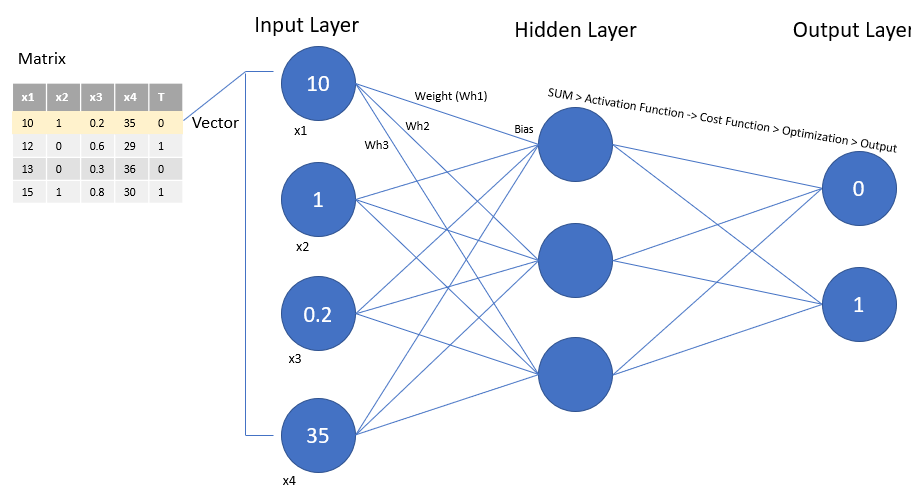 Input Layer
Hidden Layer
Output Layer
Matrix
x1 x2 x3 x4 T
10 1 0.2 35 0
12 0 0.6 29 1
13 0 0.3 36 0
15 1 0.8 30 1
Vector
10
x1
1
x2
0.2
x3
35
x4
Weight (Wh1)
Wh2
Wh3
Bias
SUM > Activation Function -> Cost Function > Optimization > Output
0
1